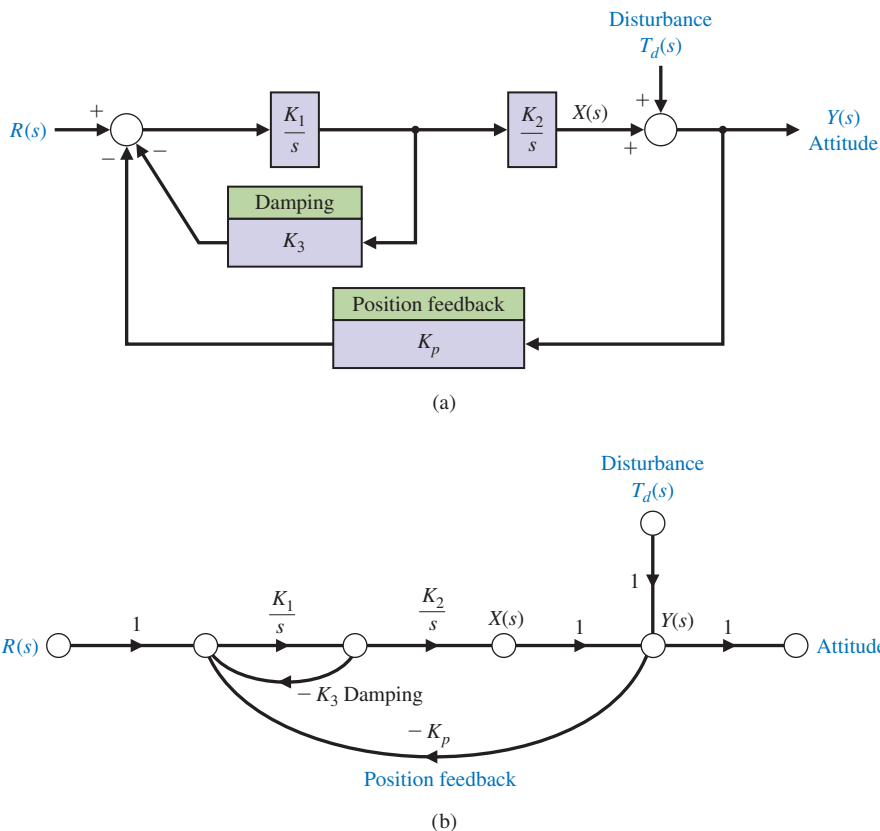 Disturbance
T_d(s)
R(s)
+
−
−
K_1
s
K_2
s
X(s)
+
+
Y(s)
Attitude
Damping
K_3
Position feedback
K_p
(a)
Disturbance
T_d(s)
1
R(s)
1
K_1
s
K_2
s
X(s)
1
Y(s)
1
Attitude
− K_3 Damping
− K_p
Position feedback
(b)